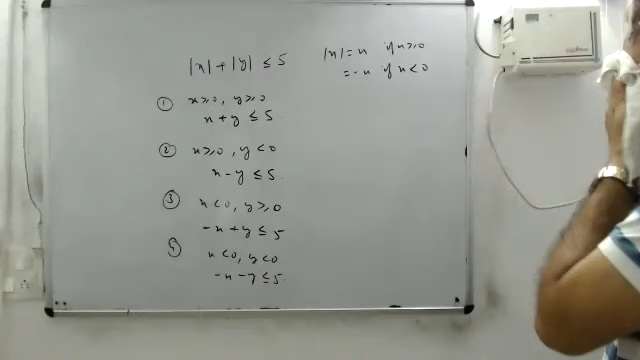 |x| + |y| ≤ 5
|x| = x if x ≥ 0
= -x if x < 0
① x ≥ 0, y ≥ 0
x + y ≤ 5
② x ≥ 0, y < 0
x - y ≤ 5
③ x < 0, y ≥ 0
-x + y ≤ 5
④ x < 0, y < 0
-x - y ≤ 5